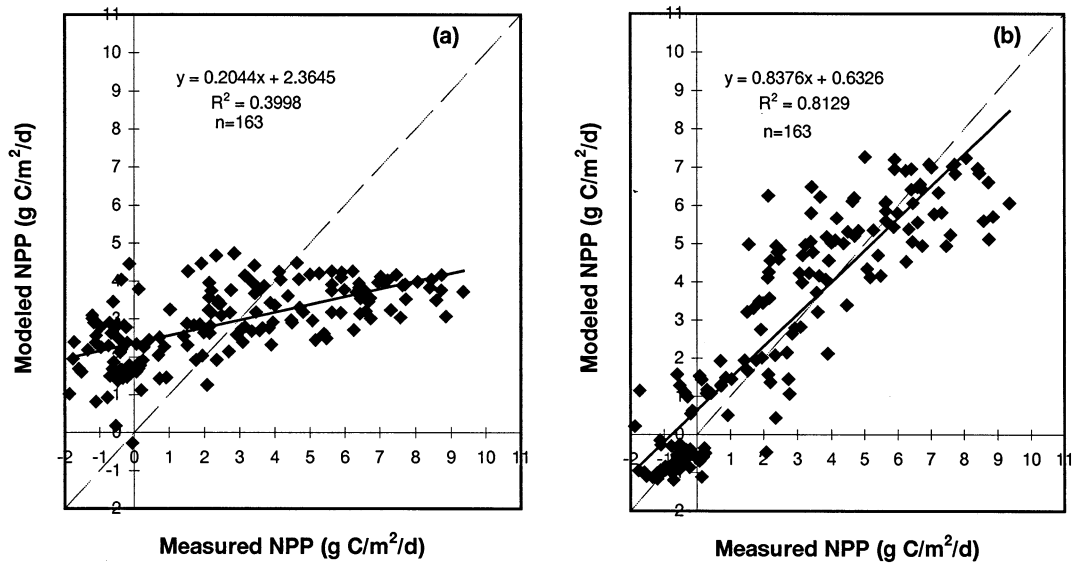 (a)
y = 0.2044x + 2.3645
R² = 0.3998
n=163
Modeled NPP (g C/m²/d)
11
10
9
8
7
6
5
4
3
2
1
0
-1
2
-2 -1 0 1 2 3 4 5 6 7 8 9 10 11
Measured NPP (g C/m²/d)
(b)
y = 0.8376x + 0.6326
R² = 0.8129
n=163
Modeled NPP (g C/m²/d)
11
10
9
8
7
6
5
4
3
2
1
0
2
1 2 3 4 5 6 7 8 9 10 11
Measured NPP (g C/m²/d)